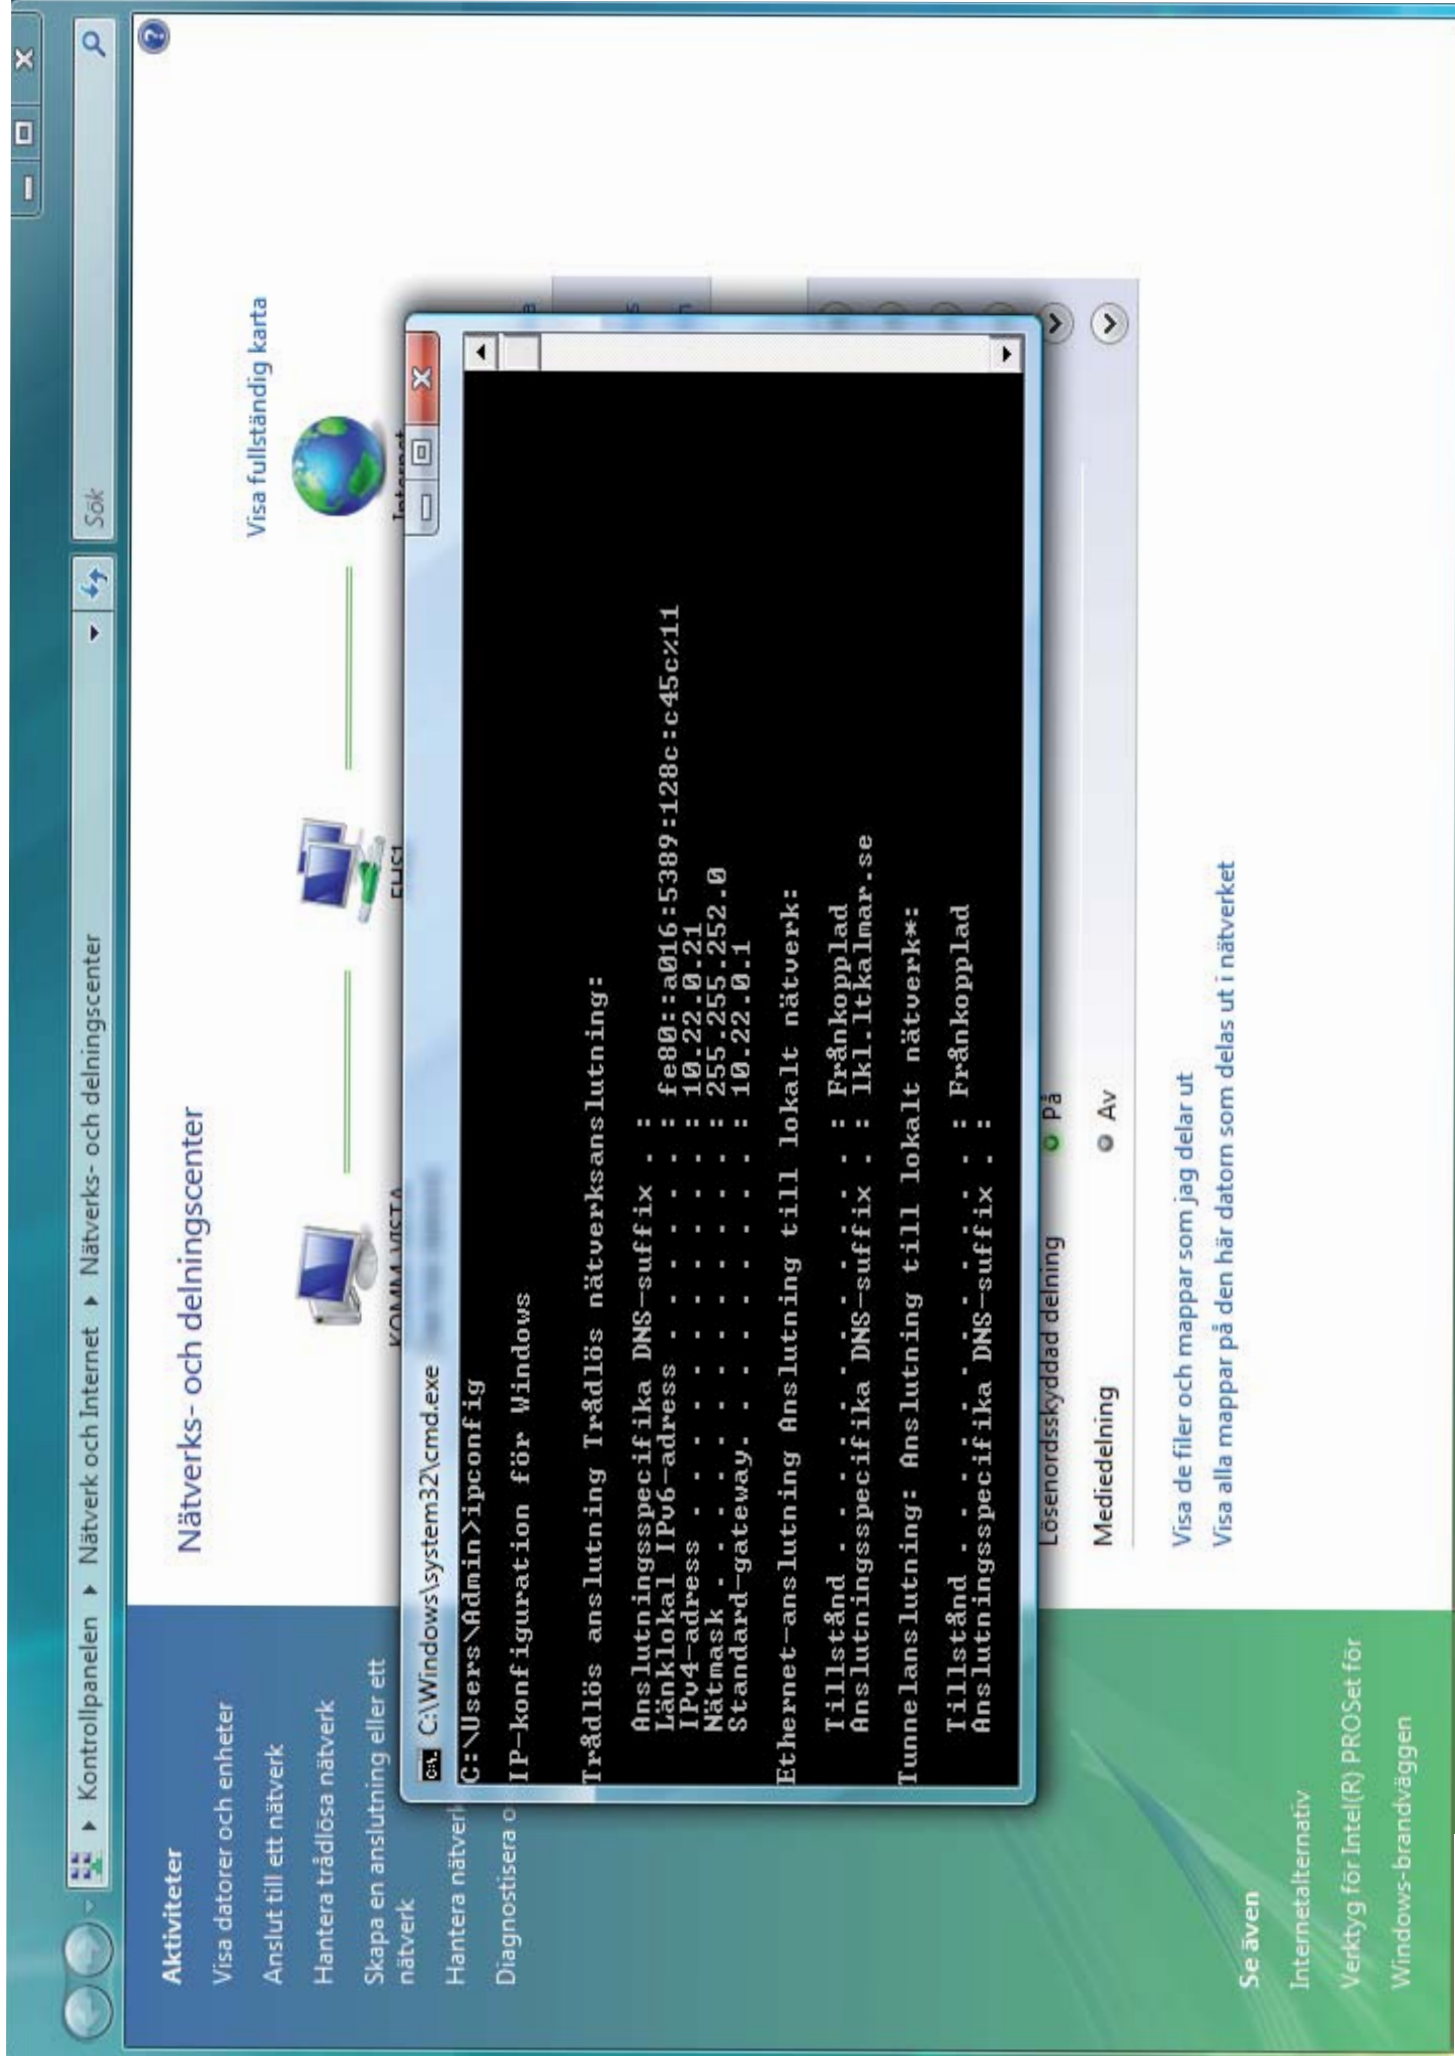 Kontrollpanelen ▸ Nätverk och Internet ▸ Nätverks- och delningscenter
Sök
Aktiviteter
Visa datorer och enheter
Anslut till ett nätverk
Hantera trådlösa nätverk
Skapa en anslutning eller ett
nätverk
Hantera nätverk
Diagnostisera o
Se även
Internetalternativ
Verktyg för Intel(R) PROSet för
Windows-brandväggen
Nätverks- och delningscenter
Visa fullständig karta
KOMM-VISTA
EHS1
Internet
C:\Windows\system32\cmd.exe
C:\Users\Admin>ipconfig
IP-konfiguration för Windows
Trådlös anslutning Trådlös nätverksanslutning:
Anslutningsspecifika DNS-suffix . :
Länklokal IPv6-adress . . . . . . . : fe80::a016:5389:128c:c45c%11
IPv4-adress . . . . . . . . . . . . : 10.22.0.21
Nätmask . . . . . . . . . . . . . . : 255.255.252.0
Standard-gateway. . . . . . . . . . : 10.22.0.1
Ethernet-anslutning Anslutning till lokalt nätverk:
Tillstånd . . . . . . . . . . . . . : Frånkopplad
Anslutningsspecifika DNS-suffix . : lkl.ltkalmar.se
Tunnelanslutning: Anslutning till lokalt nätverk*:
Tillstånd . . . . . . . . . . . . . : Frånkopplad
Anslutningsspecifika DNS-suffix . :
Lösenordsskyddad delning På
Mediedelning Av
Visa de filer och mappar som jag delar ut
Visa alla mappar på den här datorn som delas ut i nätverket